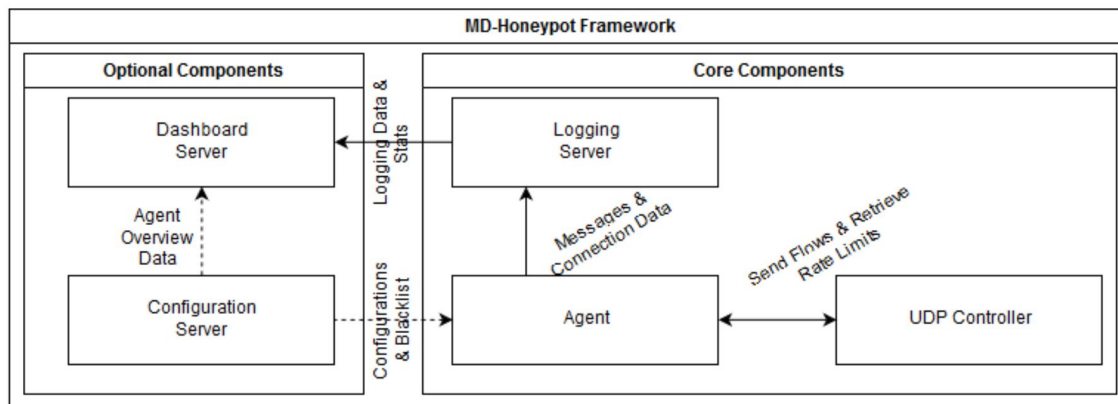 MD-Honeypot Framework
Optional Components
Core Components
Dashboard
Server
Logging Data &
Stats
Logging
Server
Agent
Overview
Data
Messages &
Connection Data
Send Flows & Retrieve
Rate Limits
Configuration
Server
Configurations
& Blacklist
Agent
UDP Controller